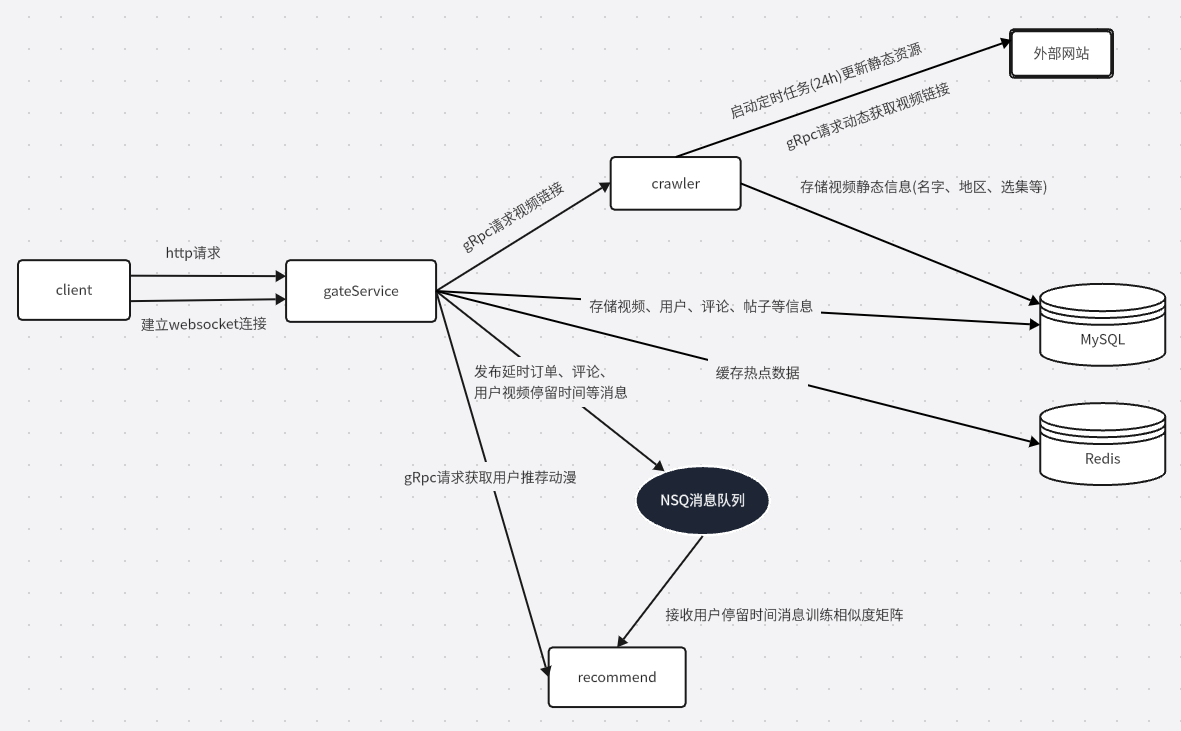 外部网站
启动定时任务(24h)更新静态资源
gRpc请求动态获取视频链接
crawler
存储视频静态信息(名字、地区、选集等)
gRpc请求视频链接
http请求
client
gateService
建立websocket连接
存储视频、用户、评论、帖子等信息
MySQL
发布延时订单、评论、
用户视频停留时间等消息
缓存热点数据
Redis
gRpc请求获取用户推荐动漫
NSQ消息队列
接收用户停留时间消息训练相似度矩阵
recommend